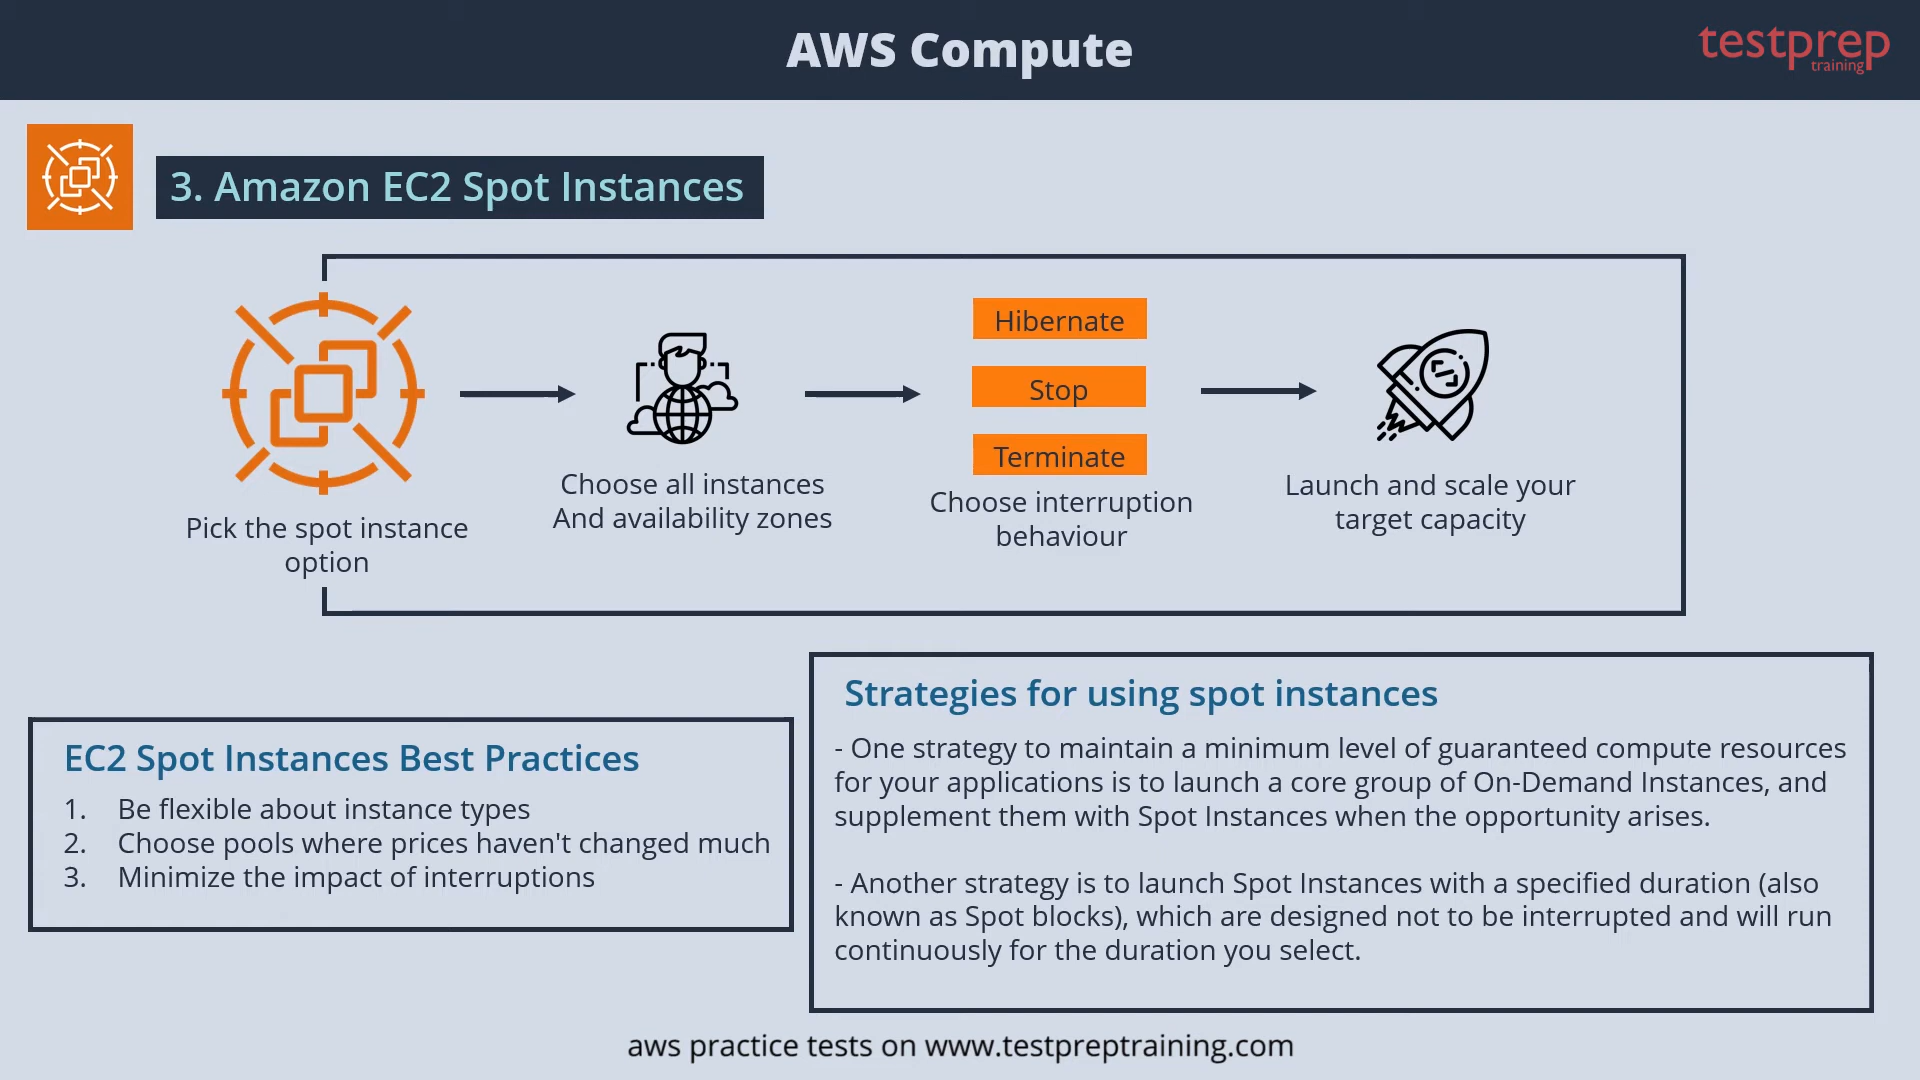 AWS Compute
testprep
training
3. Amazon EC2 Spot Instances
Pick the spot instance
option
Choose all instances
And availability zones
Hibernate
Stop
Terminate
Choose interruption
behaviour
Launch and scale your
target capacity
EC2 Spot Instances Best Practices
1. Be flexible about instance types
2. Choose pools where prices haven't changed much
3. Minimize the impact of interruptions
Strategies for using spot instances
- One strategy to maintain a minimum level of guaranteed compute resources
for your applications is to launch a core group of On-Demand Instances, and
supplement them with Spot Instances when the opportunity arises.
- Another strategy is to launch Spot Instances with a specified duration (also
known as Spot blocks), which are designed not to be interrupted and will run
continuously for the duration you select.
aws practice tests on www.testpreptraining.com